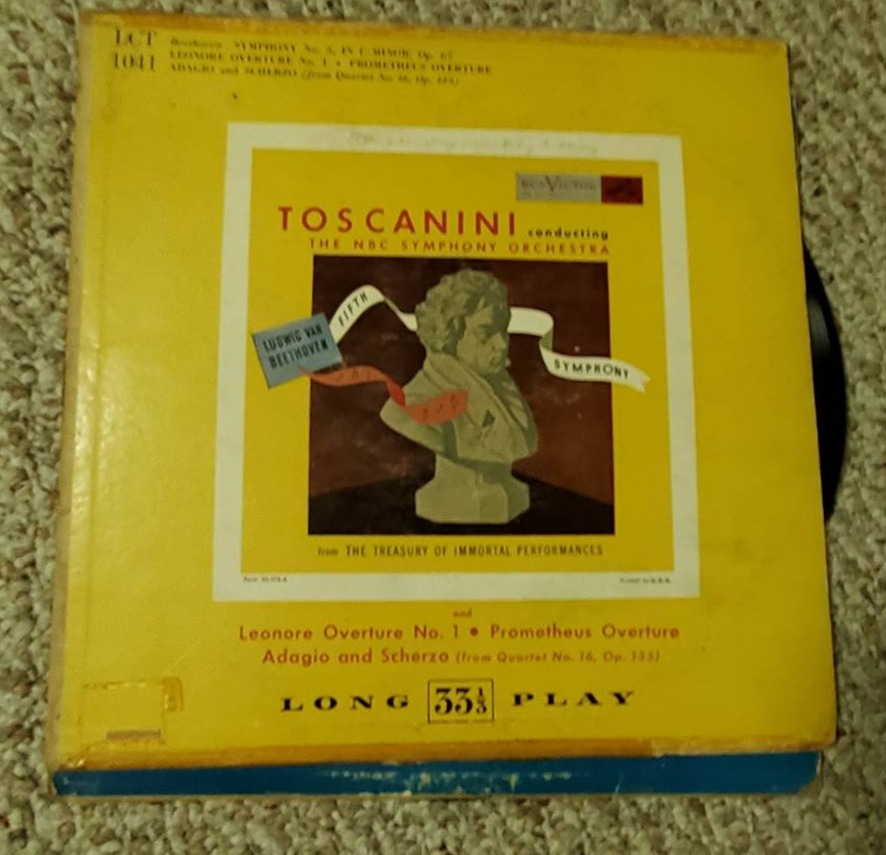 LCT
1041
Beethoven SYMPHONY No. 5, IN C MINOR, Op. 67
LEONORE OVERTURE No. 1 • PROMETHEUS OVERTURE
ADAGIO and SCHERZO (from Quartet No. 16, Op. 135)
RCA VICTOR
TOSCANINI conducting
THE NBC SYMPHONY ORCHESTRA
LUDWIG VAN
BEETHOVEN
FIFTH
SYMPHONY
from THE TREASURY OF IMMORTAL PERFORMANCES
and
Leonore Overture No. 1 • Prometheus Overture
Adagio and Scherzo (from Quartet No. 16, Op. 135)
LONG 33 1/3 PLAY